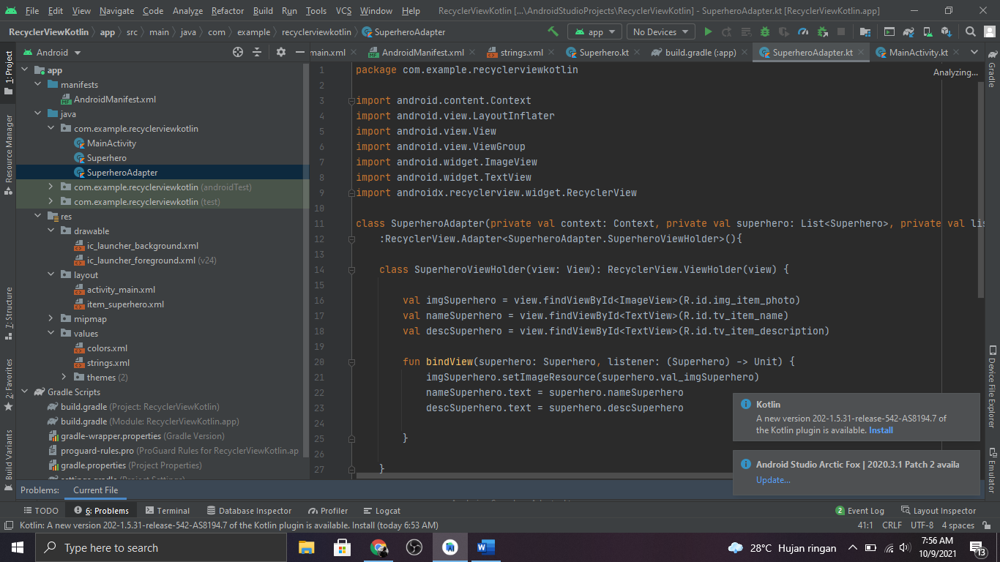 File Edit View Navigate Code Analyze Refactor Build Run Tools VCS Window Help RecyclerViewKotlin [...\AndroidStudioProjects\RecyclerViewKotlin] - SuperheroAdapter.kt [RecyclerViewKotlin.app]
RecyclerViewKotlin app src main java com example recyclerviewkotlin SuperheroAdapter app No Devices
Android main.xml AndroidManifest.xml strings.xml Superhero.kt build.gradle (:app) SuperheroAdapter.kt MainActivity.kt
1: Project
Resource Manager
7: Structure
2: Favorites
Build Variants
app
manifests
AndroidManifest.xml
java
com.example.recyclerviewkotlin
MainActivity
Superhero
SuperheroAdapter
com.example.recyclerviewkotlin (androidTest)
com.example.recyclerviewkotlin (test)
res
drawable
ic_launcher_background.xml
ic_launcher_foreground.xml (v24)
layout
activity_main.xml
item_superhero.xml
mipmap
values
colors.xml
strings.xml
themes (2)
Gradle Scripts
build.gradle (Project: RecyclerViewKotlin)
build.gradle (Module: RecyclerViewKotlin.app)
gradle-wrapper.properties (Gradle Version)
proguard-rules.pro (ProGuard Rules for RecyclerViewKotlin.ap
gradle.properties (Project Properties)
settings.gradle (Project Settings)
1 package com.example.recyclerviewkotlin
Analyzing...
2
3 import android.content.Context
4 import android.view.LayoutInflater
5 import android.view.View
6 import android.view.ViewGroup
7 import android.widget.ImageView
8 import android.widget.TextView
9 import androidx.recyclerview.widget.RecyclerView
10
11 class SuperheroAdapter(private val context: Context, private val superhero: List<Superhero>, private val lis
12 :RecyclerView.Adapter<SuperheroAdapter.SuperheroViewHolder>(){
13
14 class SuperheroViewHolder(view: View): RecyclerView.ViewHolder(view) {
15
16 val imgSuperhero = view.findViewById<ImageView>(R.id.img_item_photo)
17 val nameSuperhero = view.findViewById<TextView>(R.id.tv_item_name)
18 val descSuperhero = view.findViewById<TextView>(R.id.tv_item_description)
19
20 fun bindView(superhero: Superhero, listener: (Superhero) -> Unit) {
21 imgSuperhero.setImageResource(superhero.val_imgSuperhero)
22 nameSuperhero.text = superhero.nameSuperhero
23 descSuperhero.text = superhero.descSuperhero
24
25 }
26
27 }
Gradle
Device File Explorer
Emulator
Kotlin
A new version 202-1.5.31-release-542-AS8194.7 of
the Kotlin plugin is available. Install
Android Studio Arctic Fox | 2020.3.1 Patch 2 availa
Update...
Problems: Current File
TODO 6: Problems Terminal Database Inspector Profiler Logcat 2 Event Log Layout Inspector
Kotlin: A new version 202-1.5.31-release-542-AS8194.7 of the Kotlin plugin is available. Install (today 6:53 AM) 41:1 CRLF UTF-8 4 spaces
Type here to search 28°C Hujan ringan 7:56 AM
10/9/2021 13